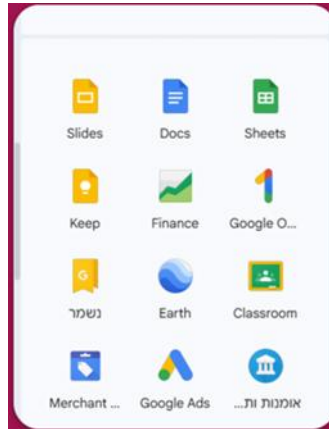 Slides
Docs
Sheets
Keep
Finance
Google O...
נשמר
Earth
Classroom
Merchant ...
Google Ads
אומנות ות...